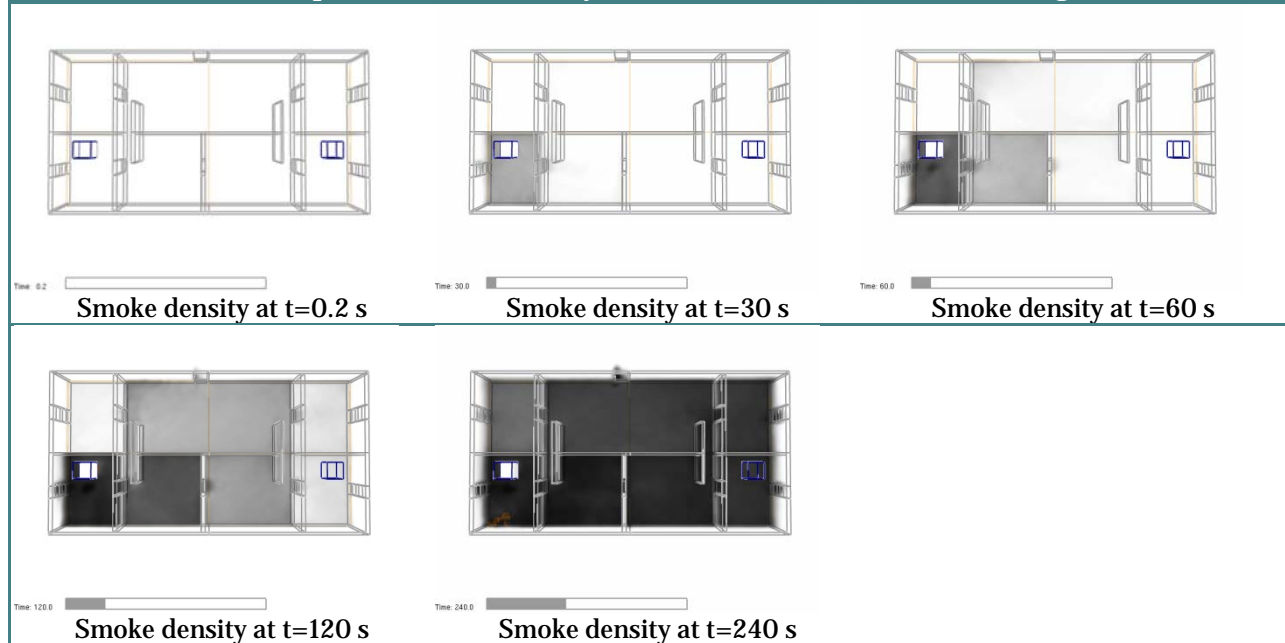 Time: 0.2
Smoke density at t=0.2 s
Time: 30.0
Smoke density at t=30 s
Time: 60.0
Smoke density at t=60 s
Time: 120.0
Smoke density at t=120 s
Time: 240.0
Smoke density at t=240 s